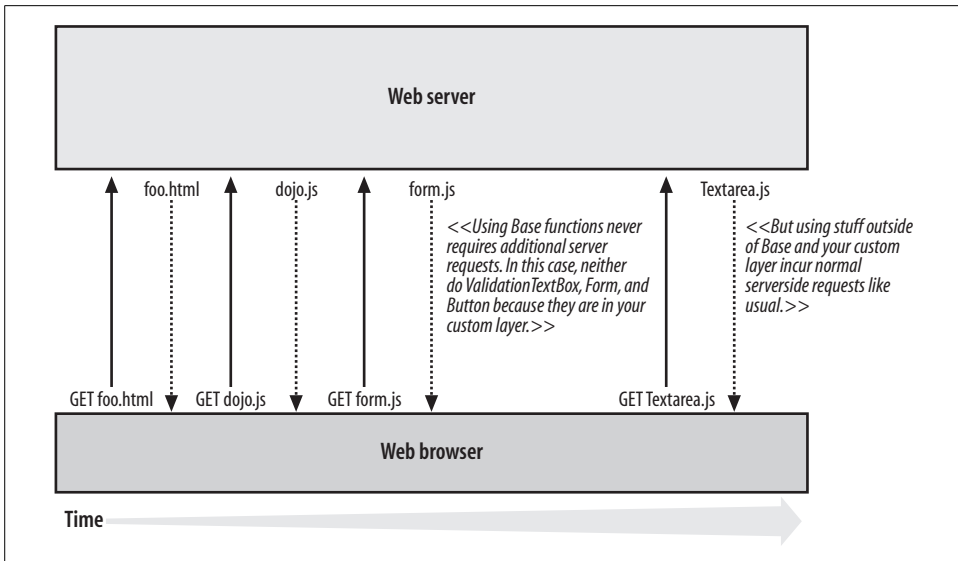 Web server
foo.html
dojo.js
form.js
Textarea.js
<<Using Base functions never
requires additional server
requests. In this case, neither
do ValidationTextBox, Form, and
Button because they are in your
custom layer.>>
<<But using stuff outside
of Base and your custom
layer incur normal
serverside requests like
usual.>>
GET foo.html
GET dojo.js
GET form.js
GET Textarea.js
Web browser
Time